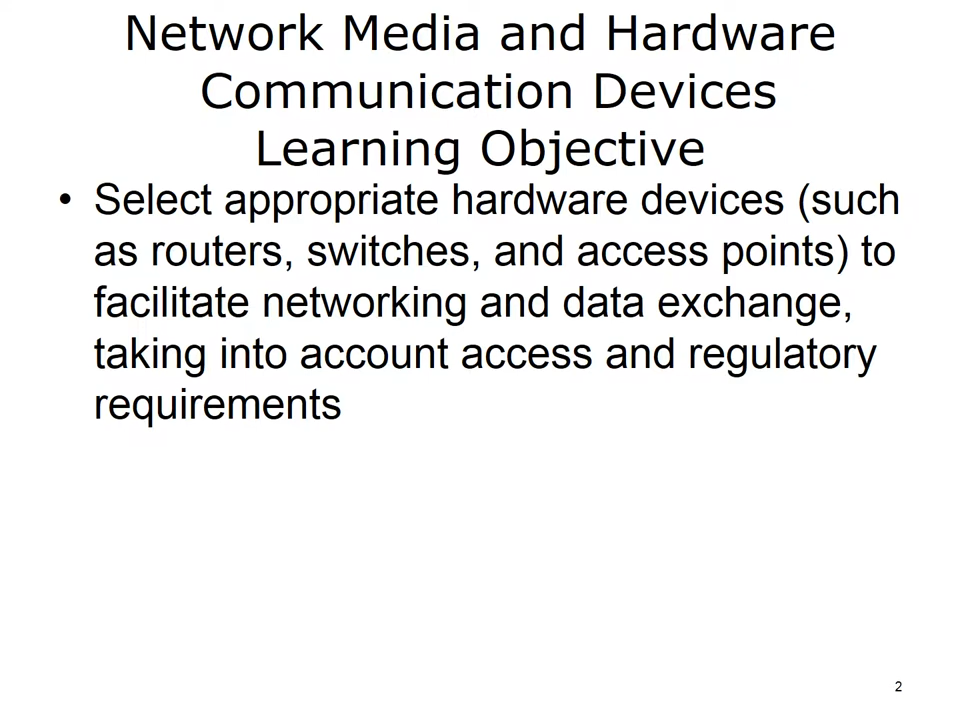 Network Media and Hardware
Communication Devices
Learning Objective
• Select appropriate hardware devices (such
as routers, switches, and access points) to
facilitate networking and data exchange,
taking into account access and regulatory
requirements
2